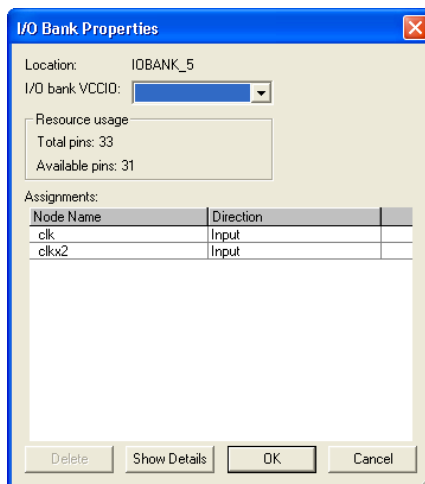 I/O Bank Properties
Location: IOBANK_5
I/O bank VCCIO:
Resource usage
Total pins: 33
Available pins: 31
Assignments:
Node Name Direction
clk Input
clkx2 Input
Delete Show Details OK Cancel